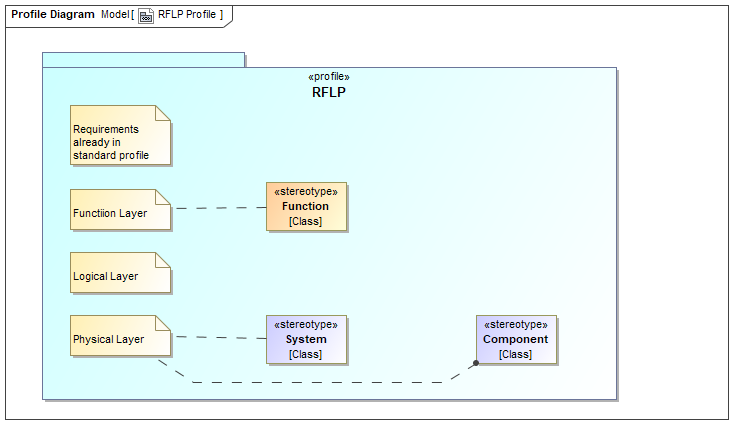 Profile Diagram Model[ RFLP Profile ]
«profile»
RFLP
Requirements
already in
standard profile
Functiion Layer
«stereotype»
Function
[Class]
Logical Layer
Physical Layer
«stereotype»
System
[Class]
«stereotype»
Component
[Class]